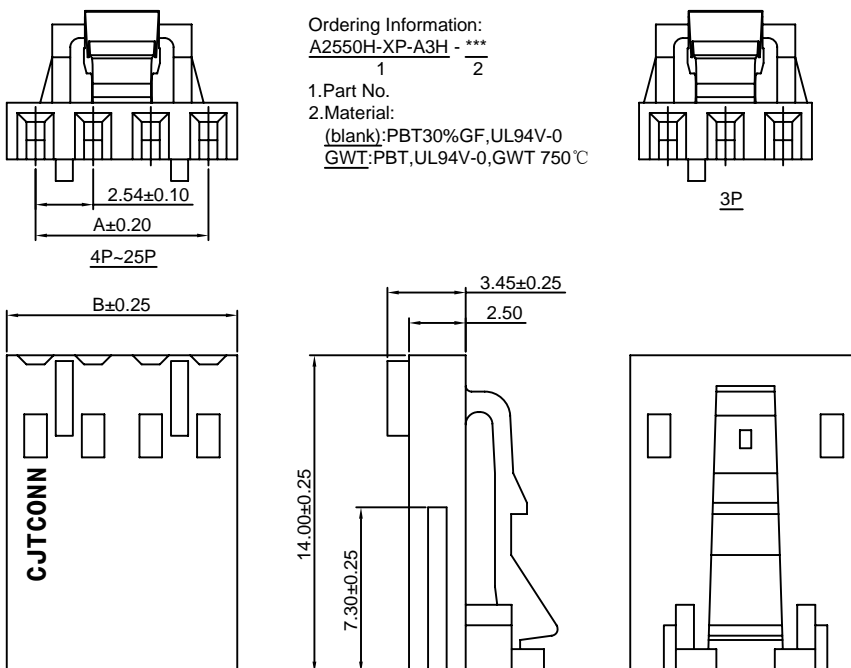 Ordering Information:
A2550H-XP-A3H - ***
1 2
1.Part No.
2.Material:
(blank):PBT30%GF,UL94V-0
GWT:PBT,UL94V-0,GWT 750℃
2.54±0.10
A±0.20
4P~25P
3P
B±0.25
3.45±0.25
2.50
14.00±0.25
7.30±0.25
CJTCONN